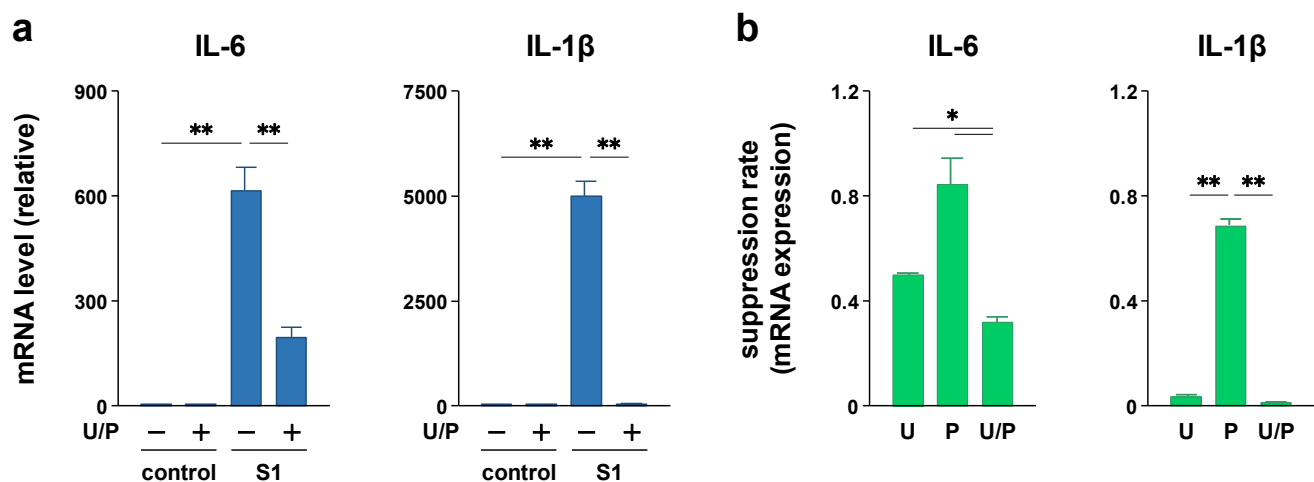 a
IL-6
IL-1β
mRNA level (relative)
900
600
300
0
** **
U/P − + − +
control S1
7500
5000
2500
0
** **
− + − +
control S1
b
IL-6
IL-1β
suppression rate
(mRNA expression)
1.2
0.8
0.4
0
*
U P U/P
1.2
0.8
0.4
0
** **
U P U/P